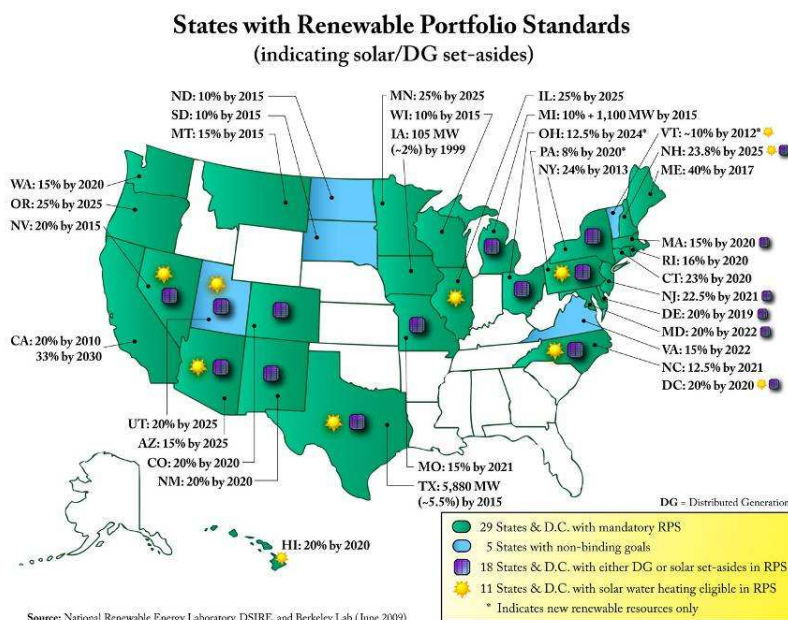 States with Renewable Portfolio Standards
(indicating solar/DG set-asides)
ND: 10% by 2015
SD: 10% by 2015
MT: 15% by 2015
MN: 25% by 2025
WI: 10% by 2015
IA: 105 MW
(~2%) by 1999
IL: 25% by 2025
MI: 10% + 1,100 MW by 2015
OH: 12.5% by 2024*
PA: 8% by 2020*
NY: 24% by 2013
VT: ~10% by 2012*
NH: 23.8% by 2025
ME: 40% by 2017
WA: 15% by 2020
OR: 25% by 2025
NV: 20% by 2015
MA: 15% by 2020
RI: 16% by 2020
CT: 23% by 2020
NJ: 22.5% by 2021
DE: 20% by 2019
MD: 20% by 2022
VA: 15% by 2022
NC: 12.5% by 2021
DC: 20% by 2020
CA: 20% by 2010
33% by 2030
UT: 20% by 2025
AZ: 15% by 2025
CO: 20% by 2020
NM: 20% by 2020
MO: 15% by 2021
TX: 5,880 MW
(~5.5%) by 2015
HI: 20% by 2020
DG = Distributed Generation
29 States & D.C. with mandatory RPS
5 States with non-binding goals
18 States & D.C. with either DG or solar set-asides in RPS
11 States & D.C. with solar water heating eligible in RPS
* Indicates new renewable resources only
Source: National Renewable Energy Laboratory, DSIRE, and Berkeley Lab (June 2009)